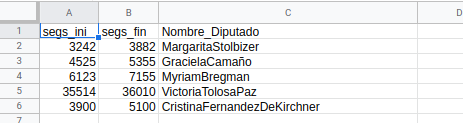 A B C D
1 segs_ini segs_fin Nombre_Diputado
2 3242 3882 MargaritaStolbizer
3 4525 5355 GracielaCamaño
4 6123 7155 MyriamBregman
5 35514 36010 VictoriaTolosaPaz
6 3900 5100 CristinaFernandezDeKirchner